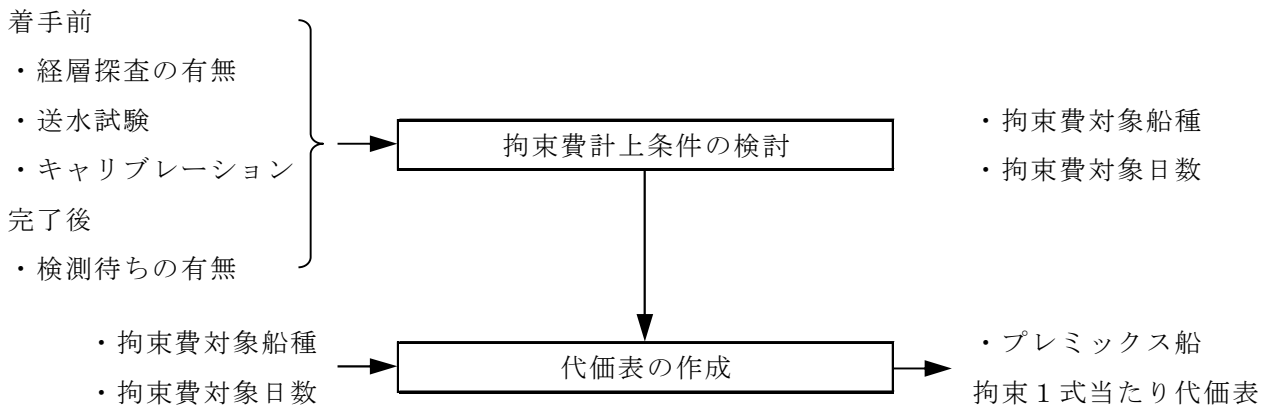 着手前
・経層探査の有無
・送水試験
・キャリブレーション
完了後
・検測待ちの有無
拘束費計上条件の検討
・拘束費対象船種
・拘束費対象日数
・拘束費対象船種
・拘束費対象日数
代価表の作成
・プレミックス船
拘束１式当たり代価表